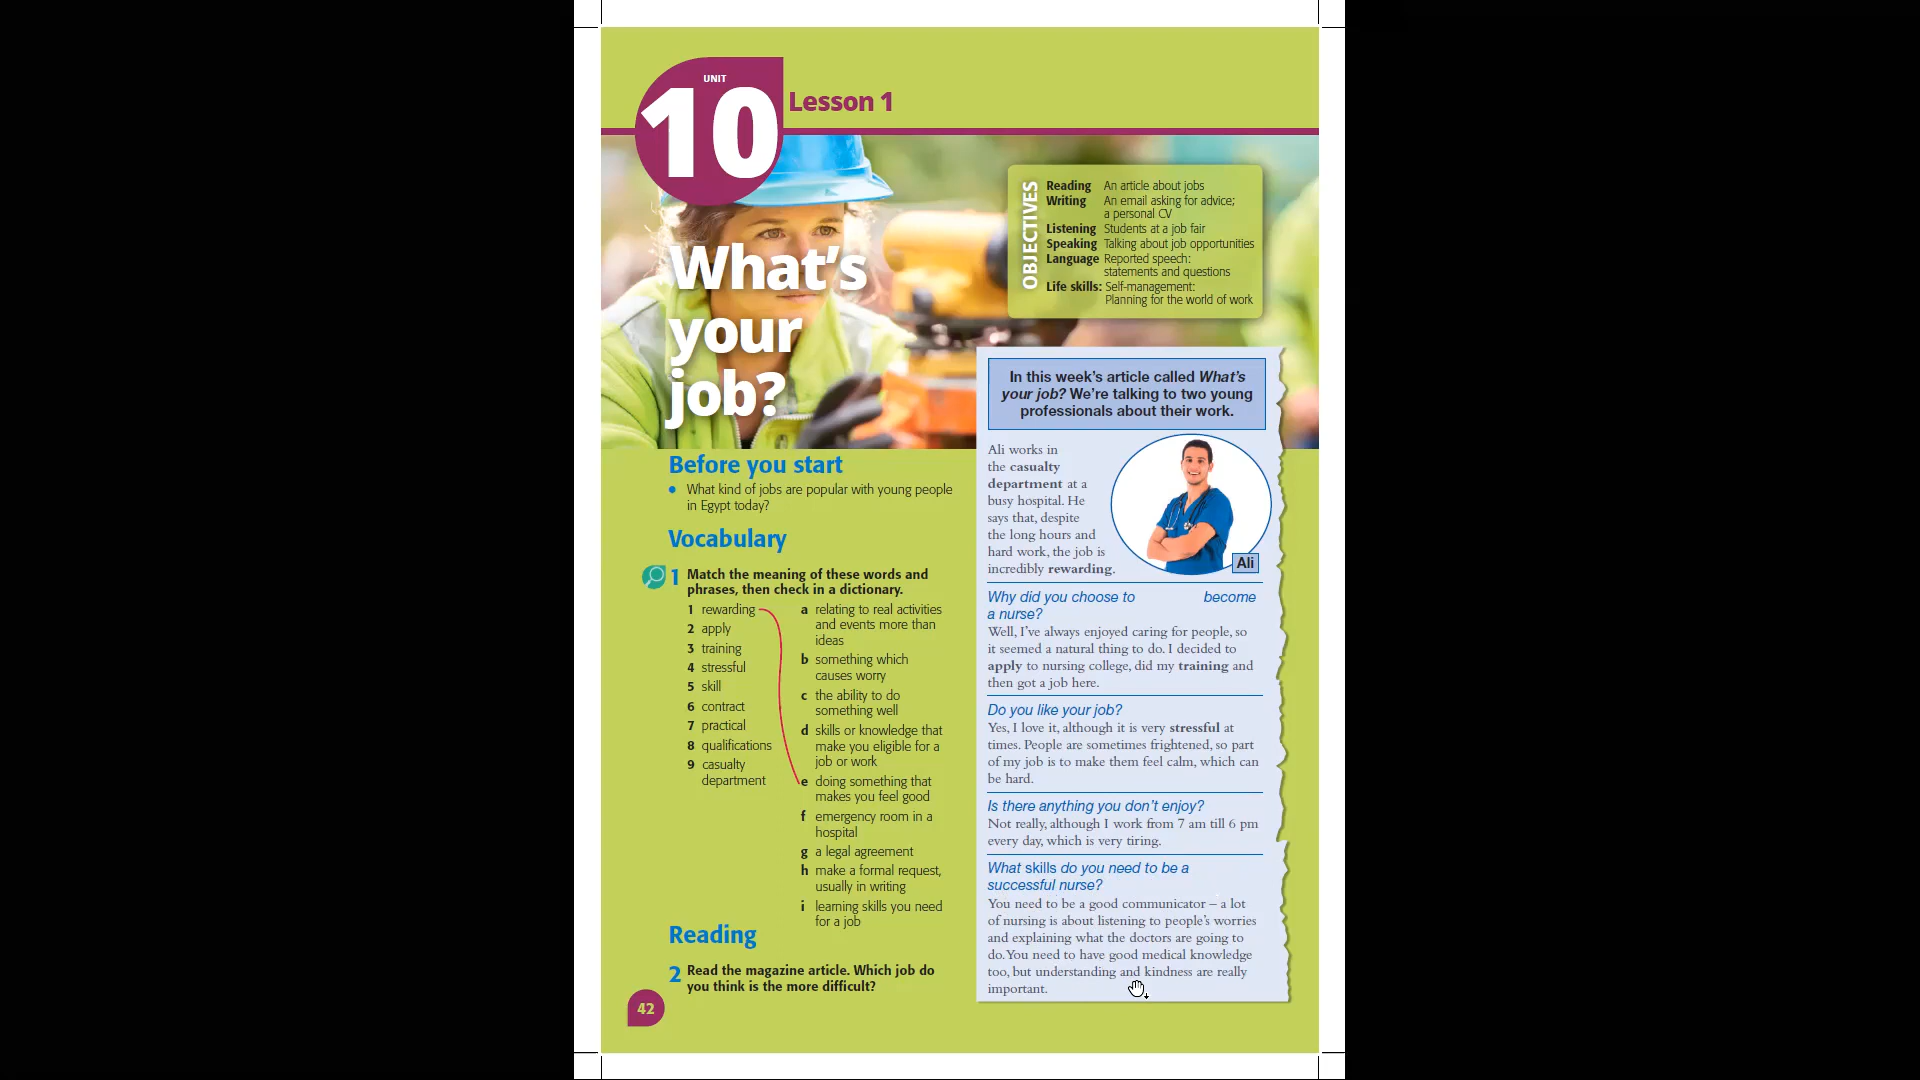 UNIT
10
Lesson 1
OBJECTIVES
Reading An article about jobs
Writing An email asking for advice;
a personal CV
Listening Students at a job fair
Speaking Talking about job opportunities
Language Reported speech:
statements and questions
Life skills: Self-management:
Planning for the world of work
What's
your
job?
Before you start
• What kind of jobs are popular with young people
in Egypt today?
Vocabulary
1 Match the meaning of these words and
phrases, then check in a dictionary.
1 rewarding
2 apply
3 training
4 stressful
5 skill
6 contract
7 practical
8 qualifications
9 casualty
department
a relating to real activities
and events more than
ideas
b something which
causes worry
c the ability to do
something well
d skills or knowledge that
make you eligible for a
job or work
e doing something that
makes you feel good
f emergency room in a
hospital
g a legal agreement
h make a formal request,
usually in writing
i learning skills you need
for a job
Reading
2 Read the magazine article. Which job do
you think is the more difficult?
42
In this week's article called What's
your job? We're talking to two young
professionals about their work.
Ali works in
the casualty
department at a
busy hospital. He
says that, despite
the long hours and
hard work, the job is
incredibly rewarding.
Ali
Why did you choose to become
a nurse?
Well, I've always enjoyed caring for people, so
it seemed a natural thing to do. I decided to
apply to nursing college, did my training and
then got a job here.
Do you like your job?
Yes, I love it, although it is very stressful at
times. People are sometimes frightened, so part
of my job is to make them feel calm, which can
be hard.
Is there anything you don't enjoy?
Not really, although I work from 7 am till 6 pm
every day, which is very tiring.
What skills do you need to be a
successful nurse?
You need to be a good communicator – a lot
of nursing is about listening to people's worries
and explaining what the doctors are going to
do. You need to have good medical knowledge
too, but understanding and kindness are really
important.